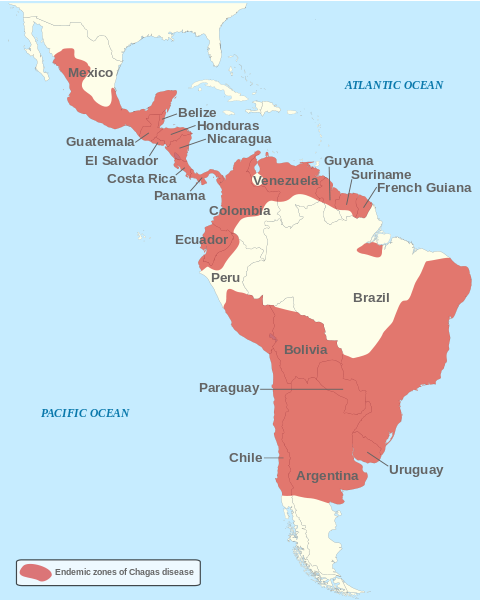 Mexico
ATLANTIC OCEAN
Belize
Honduras
Guatemala
Nicaragua
El Salvador
Guyana
Costa Rica
Venezuela
Suriname
French Guiana
Panama
Colombia
Ecuador
Peru
Brazil
Bolivia
Paraguay
PACIFIC OCEAN
Chile
Uruguay
Argentina
Endemic zones of Chagas disease